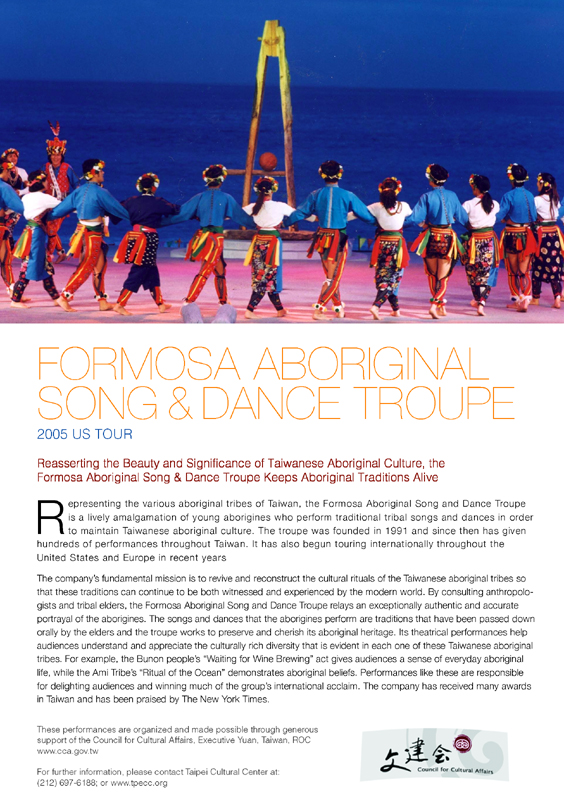 FORMOSA ABORIGINAL
SONG & DANCE TROUPE
2005 US TOUR
Reasserting the Beauty and Significance of Taiwanese Aboriginal Culture, the
Formosa Aboriginal Song & Dance Troupe Keeps Aboriginal Traditions Alive
Representing the various aboriginal tribes of Taiwan, the Formosa Aboriginal Song and Dance Troupe
is a lively amalgamation of young aborigines who perform traditional tribal songs and dances in order
to maintain Taiwanese aboriginal culture. The troupe was founded in 1991 and since then has given
hundreds of performances throughout Taiwan. It has also begun touring internationally throughout the
United States and Europe in recent years
The company's fundamental mission is to revive and reconstruct the cultural rituals of the Taiwanese aboriginal tribes so
that these traditions can continue to be both witnessed and experienced by the modern world. By consulting anthropolo-
gists and tribal elders, the Formosa Aboriginal Song and Dance Troupe relays an exceptionally authentic and accurate
portrayal of the aborigines. The songs and dances that the aborigines perform are traditions that have been passed down
orally by the elders and the troupe works to preserve and cherish its aboriginal heritage. Its theatrical performances help
audiences understand and appreciate the culturally rich diversity that is evident in each one of these Taiwanese aboriginal
tribes. For example, the Bunon people's "Waiting for Wine Brewing" act gives audiences a sense of everyday aboriginal
life, while the Ami Tribe's "Ritual of the Ocean" demonstrates aboriginal beliefs. Performances like these are responsible
for delighting audiences and winning much of the group's international acclaim. The company has received many awards
in Taiwan and has been praised by The New York Times.
These performances are organized and made possible through generous
support of the Council for Cultural Affairs, Executive Yuan, Taiwan, ROC
www.cca.gov.tw
For further information, please contact Taipei Cultural Center at:
(212) 697-6188; or www.tpecc.org
文建會
Council for Cultural Affairs